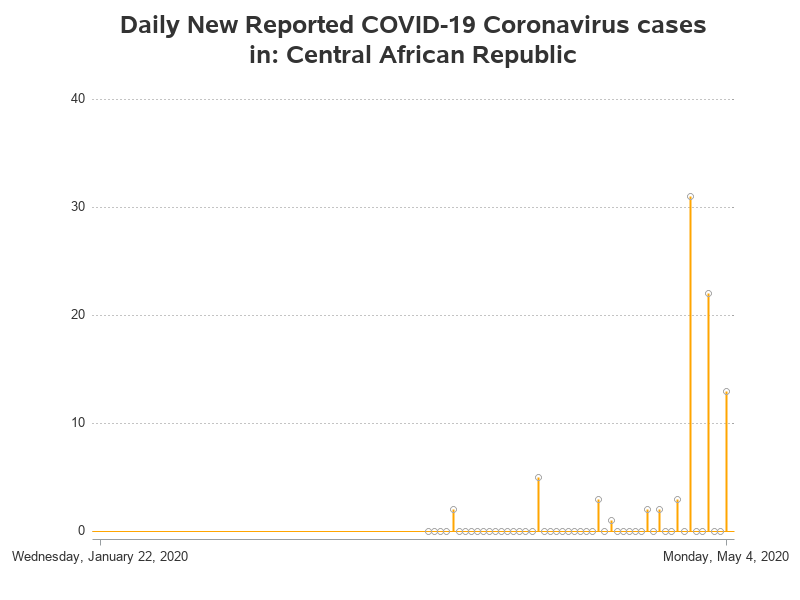 Daily New Reported COVID-19 Coronavirus cases
in: Central African Republic
40
30
20
10
0
Wednesday, January 22, 2020
Monday, May 4, 2020